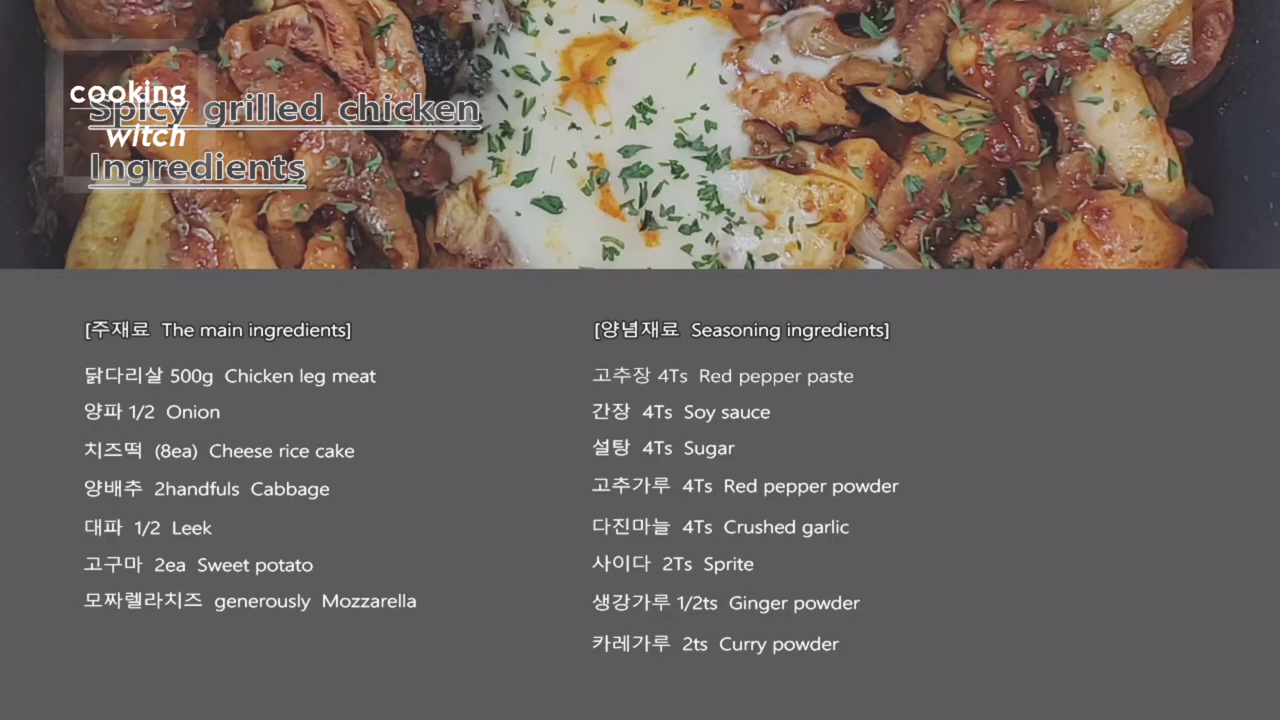 cooking
witch
Spicy grilled chicken
Ingredients
[주재료 The main ingredients]
닭다리살 500g Chicken leg meat
양파 1/2 Onion
치즈떡 (8ea) Cheese rice cake
양배추 2handfuls Cabbage
대파 1/2 Leek
고구마 2ea Sweet potato
모짜렐라치즈 generously Mozzarella
[양념재료 Seasoning ingredients]
고추장 4Ts Red pepper paste
간장 4Ts Soy sauce
설탕 4Ts Sugar
고추가루 4Ts Red pepper powder
다진마늘 4Ts Crushed garlic
사이다 2Ts Sprite
생강가루 1/2ts Ginger powder
카레가루 2ts Curry powder